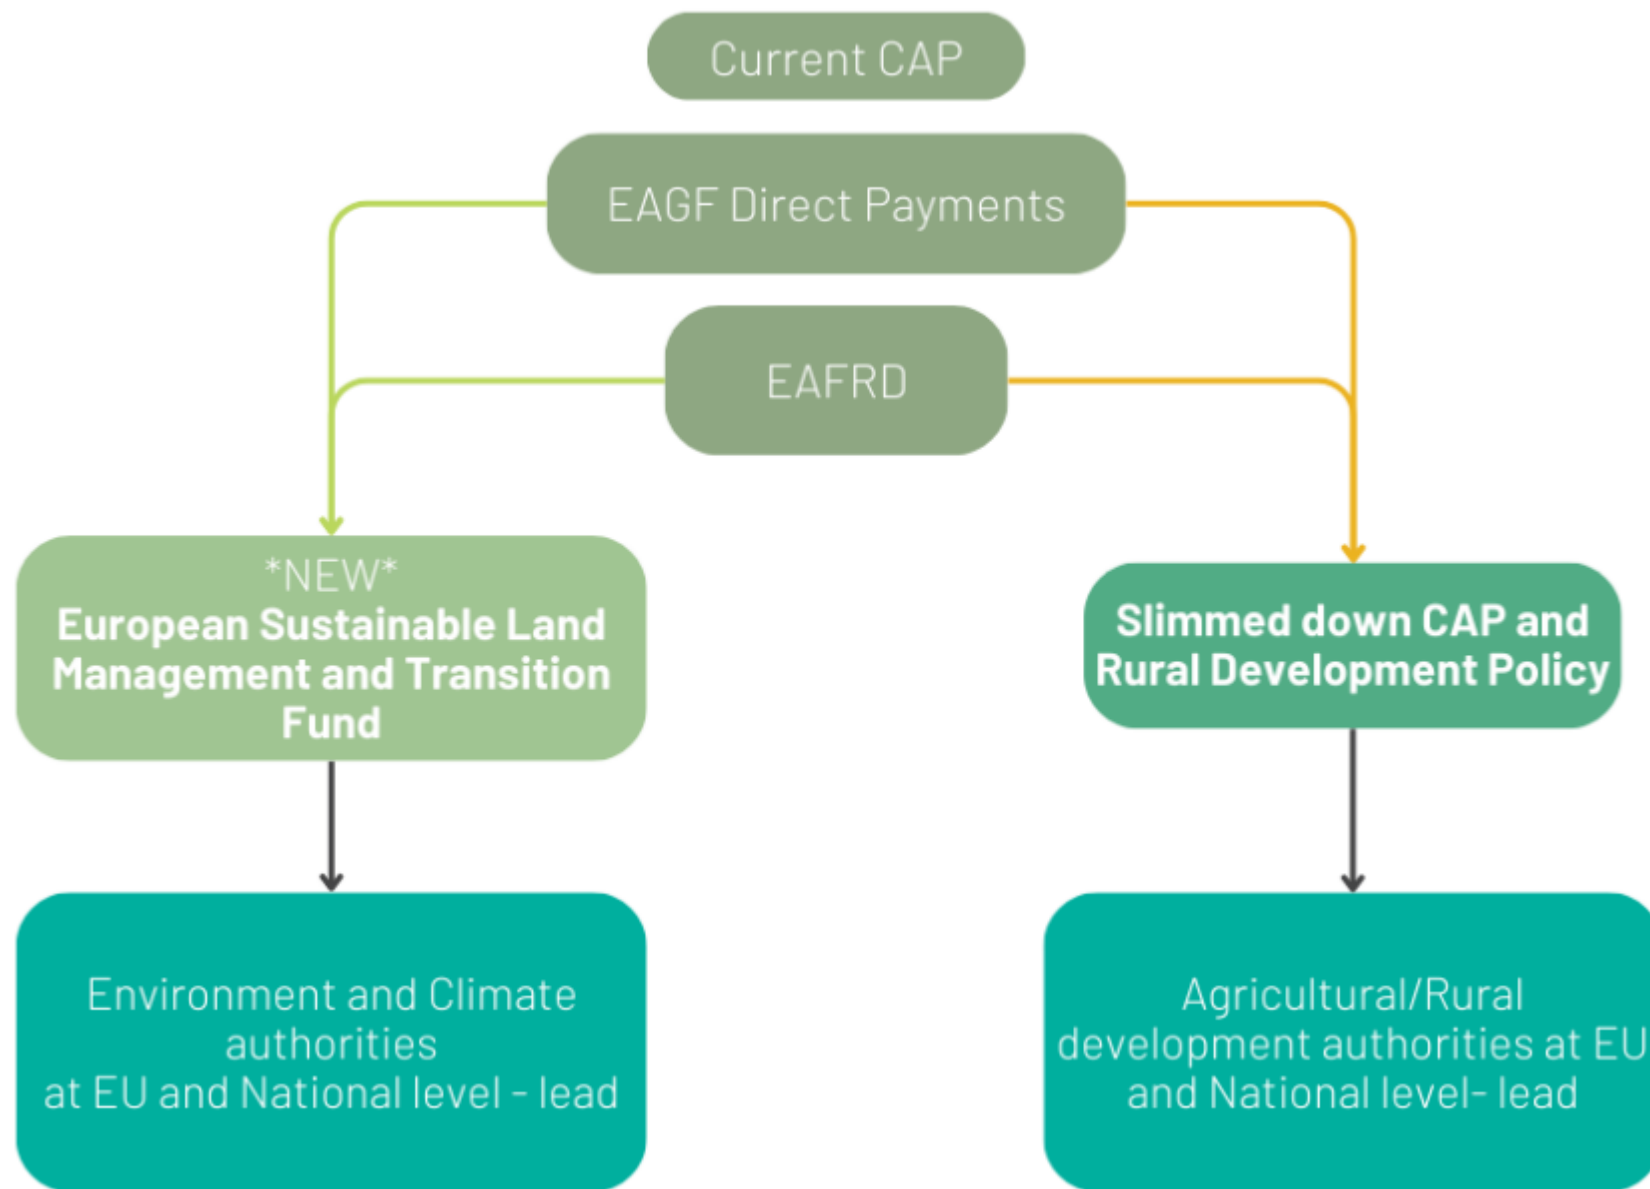 Current CAP
EAGF Direct Payments
EAFRD
*NEW*
European Sustainable Land
Management and Transition
Fund
Slimmed down CAP and
Rural Development Policy
Environment and Climate
authorities
at EU and National level - lead
Agricultural/Rural
development authorities at EU
and National level- lead